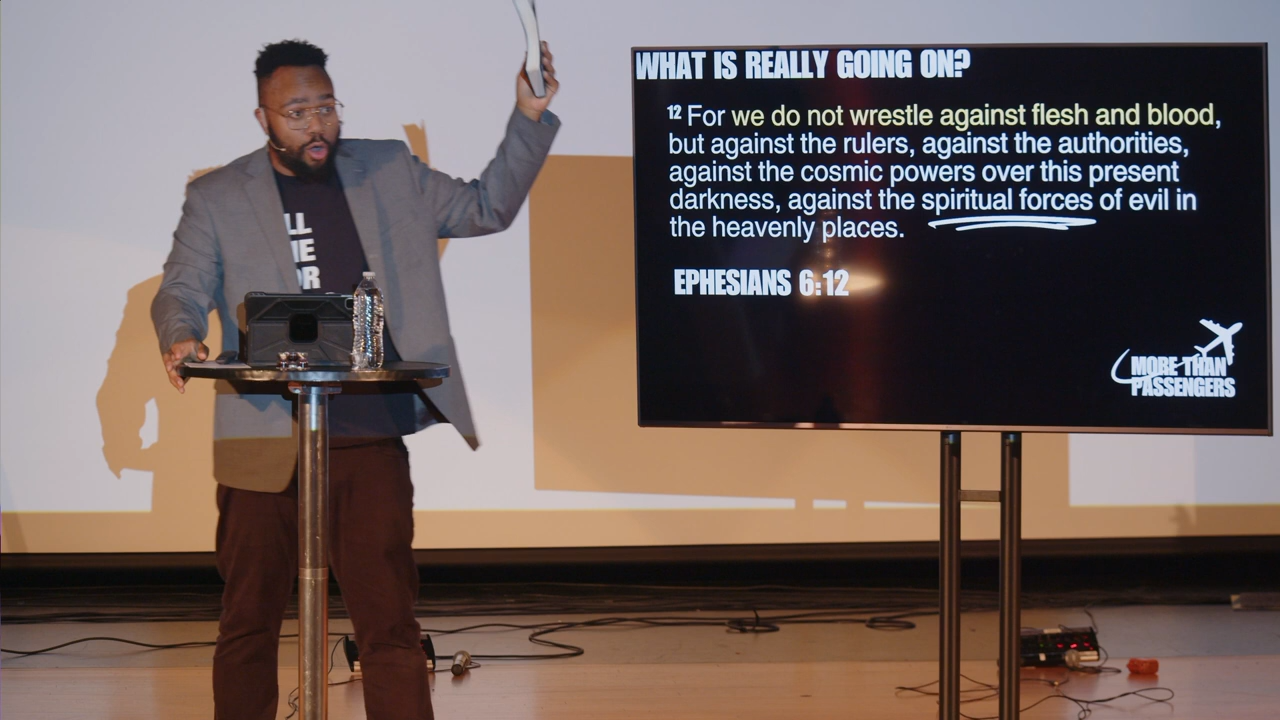 WHAT IS REALLY GOING ON?
12 For we do not wrestle against flesh and blood,
but against the rulers, against the authorities,
against the cosmic powers over this present
darkness, against the spiritual forces of evil in
the heavenly places.
EPHESIANS 6:12
MORE THAN
PASSENGERS